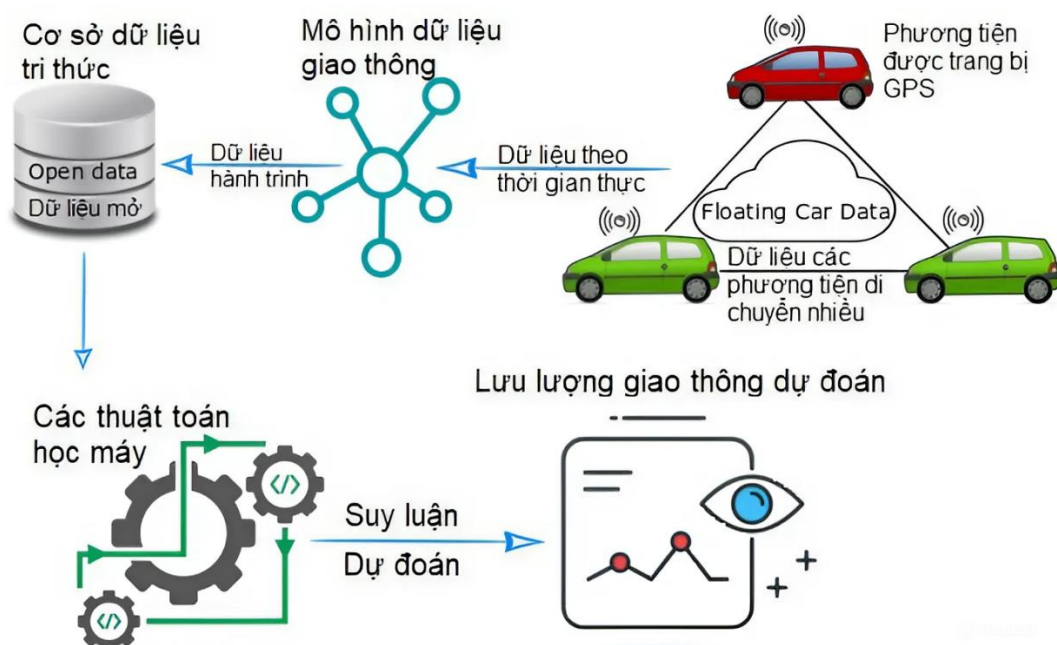 Cơ sở dữ liệu
tri thức
Open data
Dữ liệu mở
Mô hình dữ liệu
giao thông
Dữ liệu
hành trình
Dữ liệu theo
thời gian thực
Phương tiện
được trang bị
GPS
Floating Car Data
Dữ liệu các
phương tiện di
chuyển nhiều
Các thuật toán
học máy
</>
</>
Suy luận
Dự đoán
Lưu lượng giao thông dự đoán